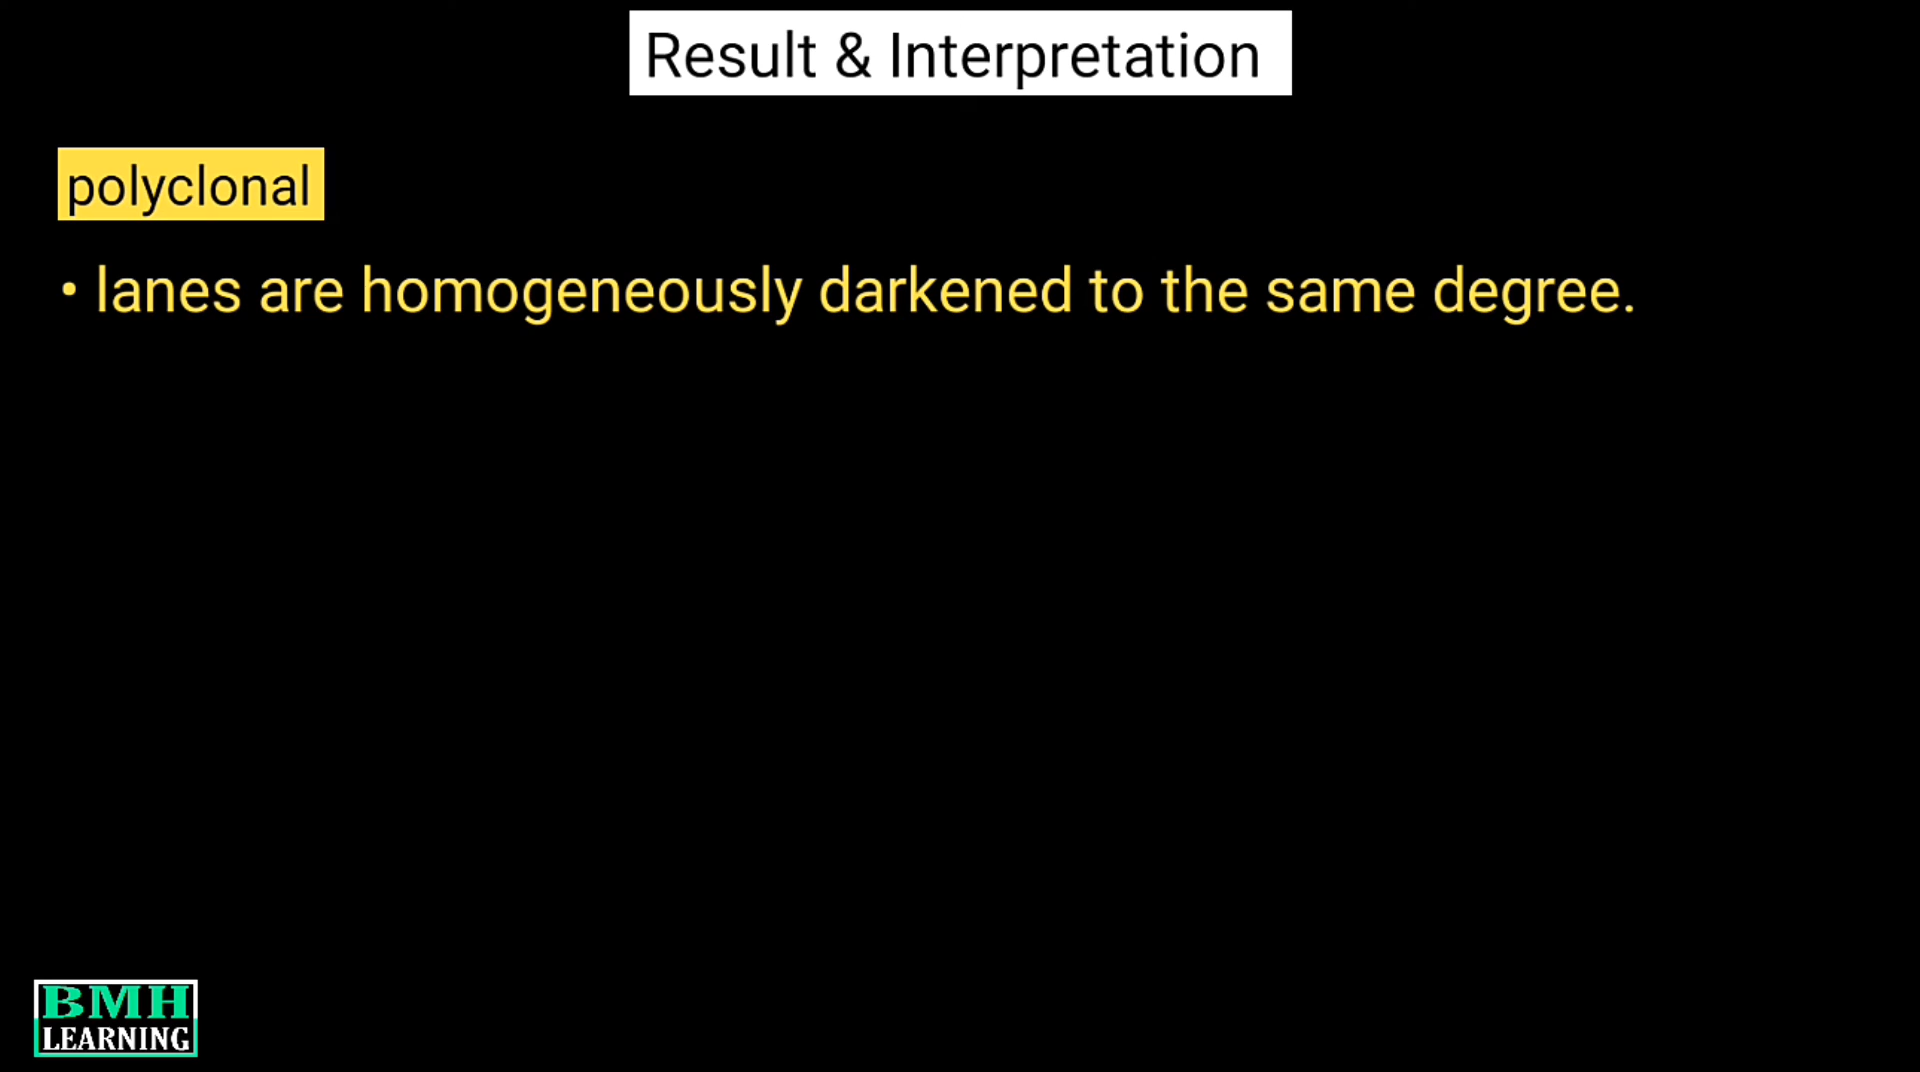 Result & Interpretation
polyclonal
• lanes are homogeneously darkened to the same degree.
BMH
LEARNING